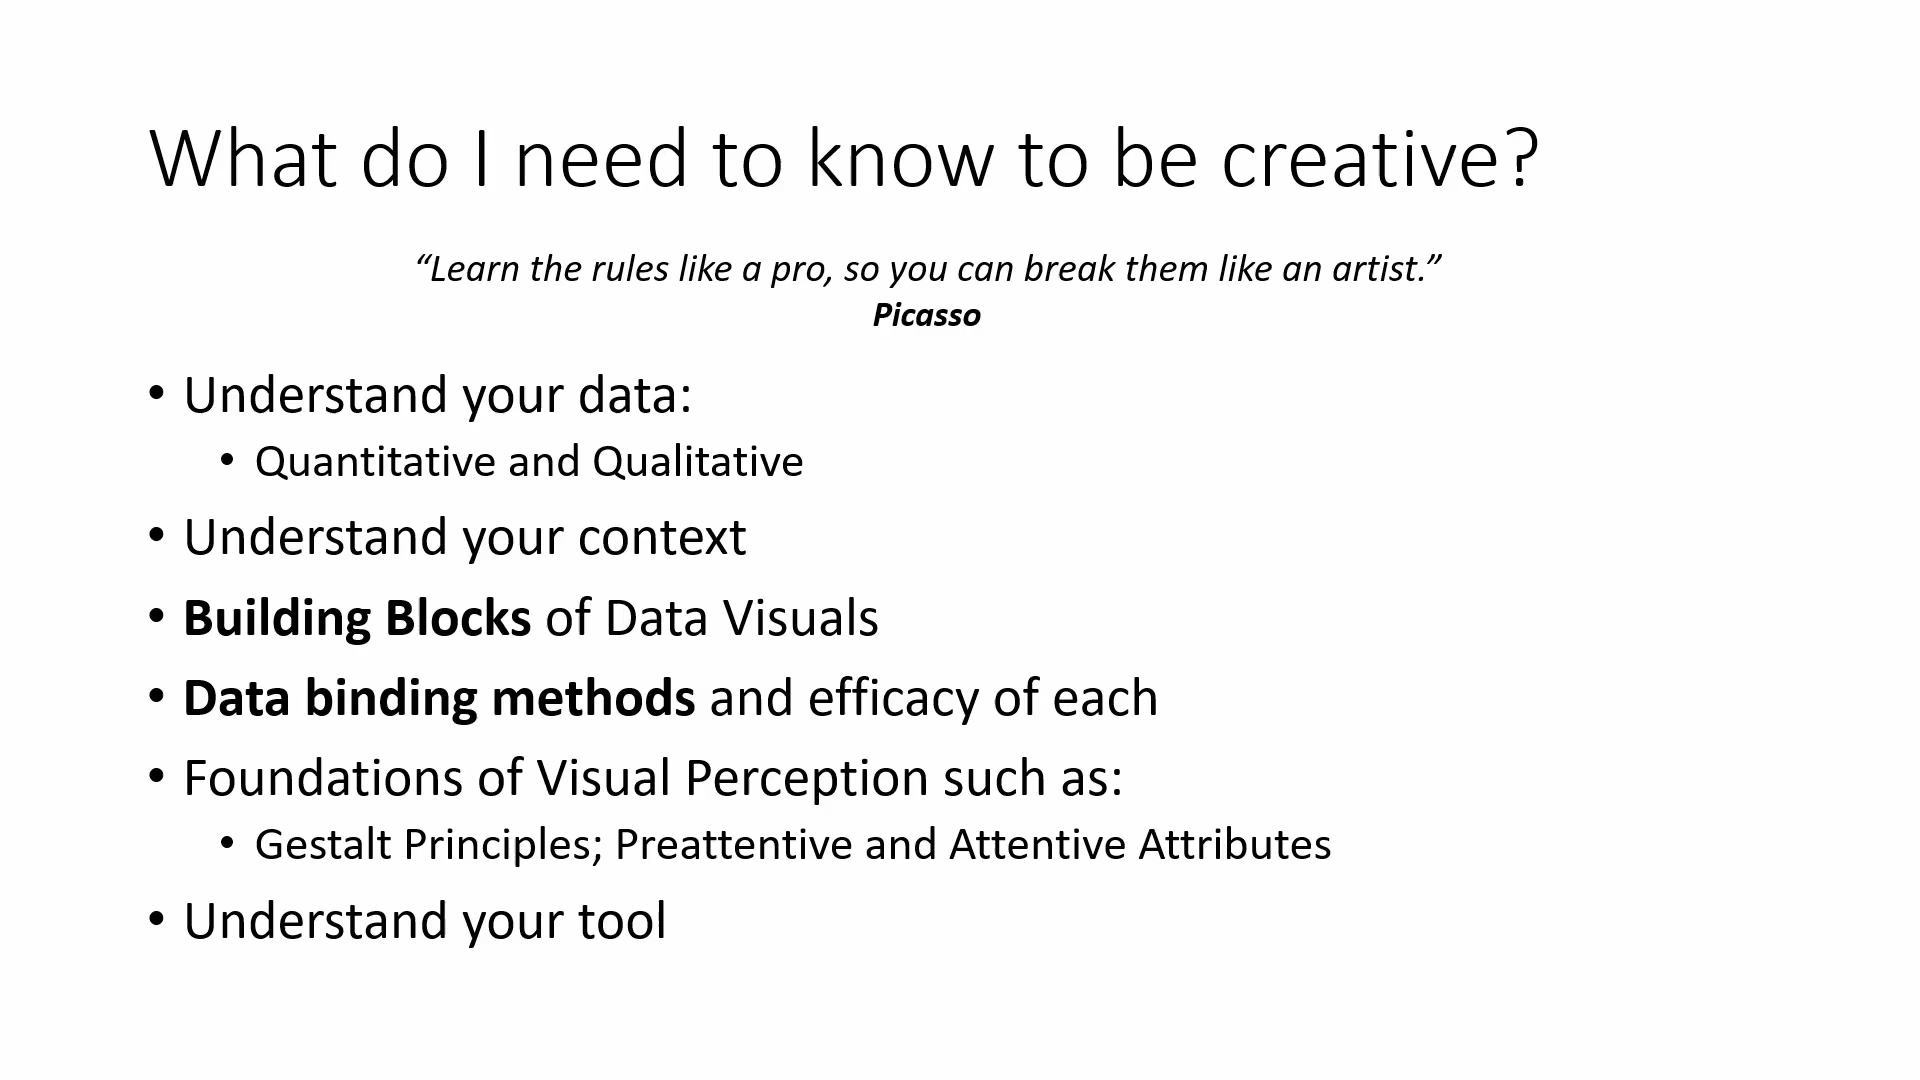 What do I need to know to be creative?
“Learn the rules like a pro, so you can break them like an artist.”
Picasso
• Understand your data:
• Quantitative and Qualitative
• Understand your context
• Building Blocks of Data Visuals
• Data binding methods and efficacy of each
• Foundations of Visual Perception such as:
• Gestalt Principles; Preattentive and Attentive Attributes
• Understand your tool